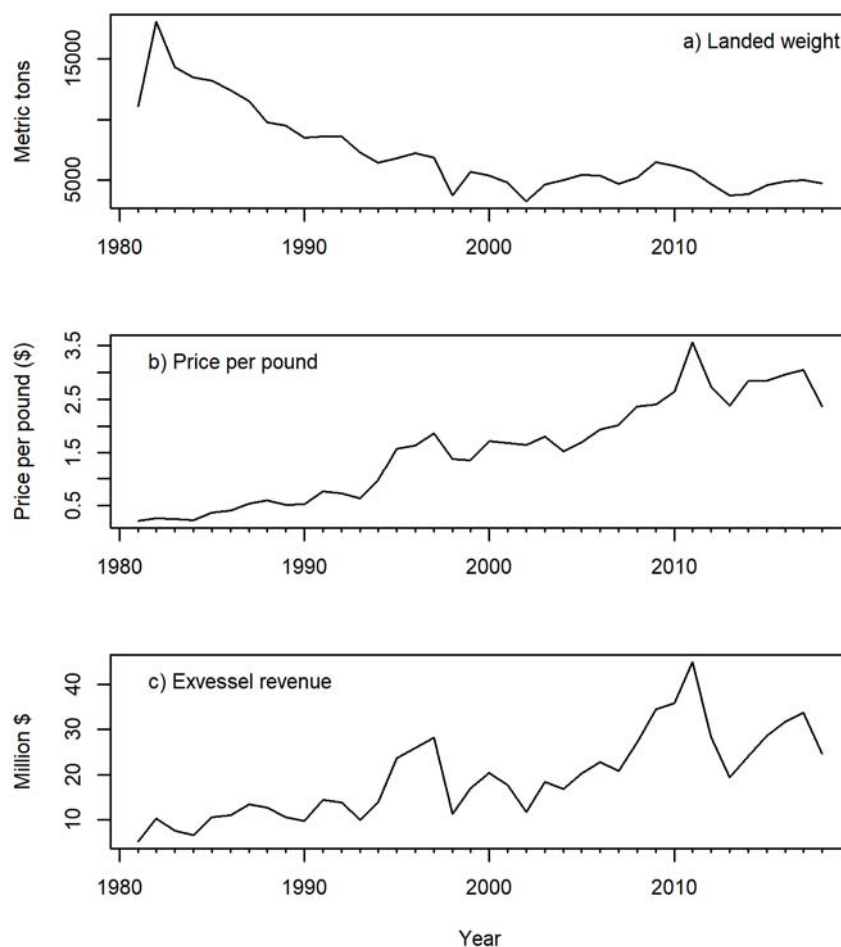 a) Landed weight
Metric tons
15000
5000
1980 1990 2000 2010
b) Price per pound
Price per pound ($)
3.5
2.5
1.5
0.5
1980 1990 2000 2010
c) Exvessel revenue
Million $
40
30
20
10
1980 1990 2000 2010
Year